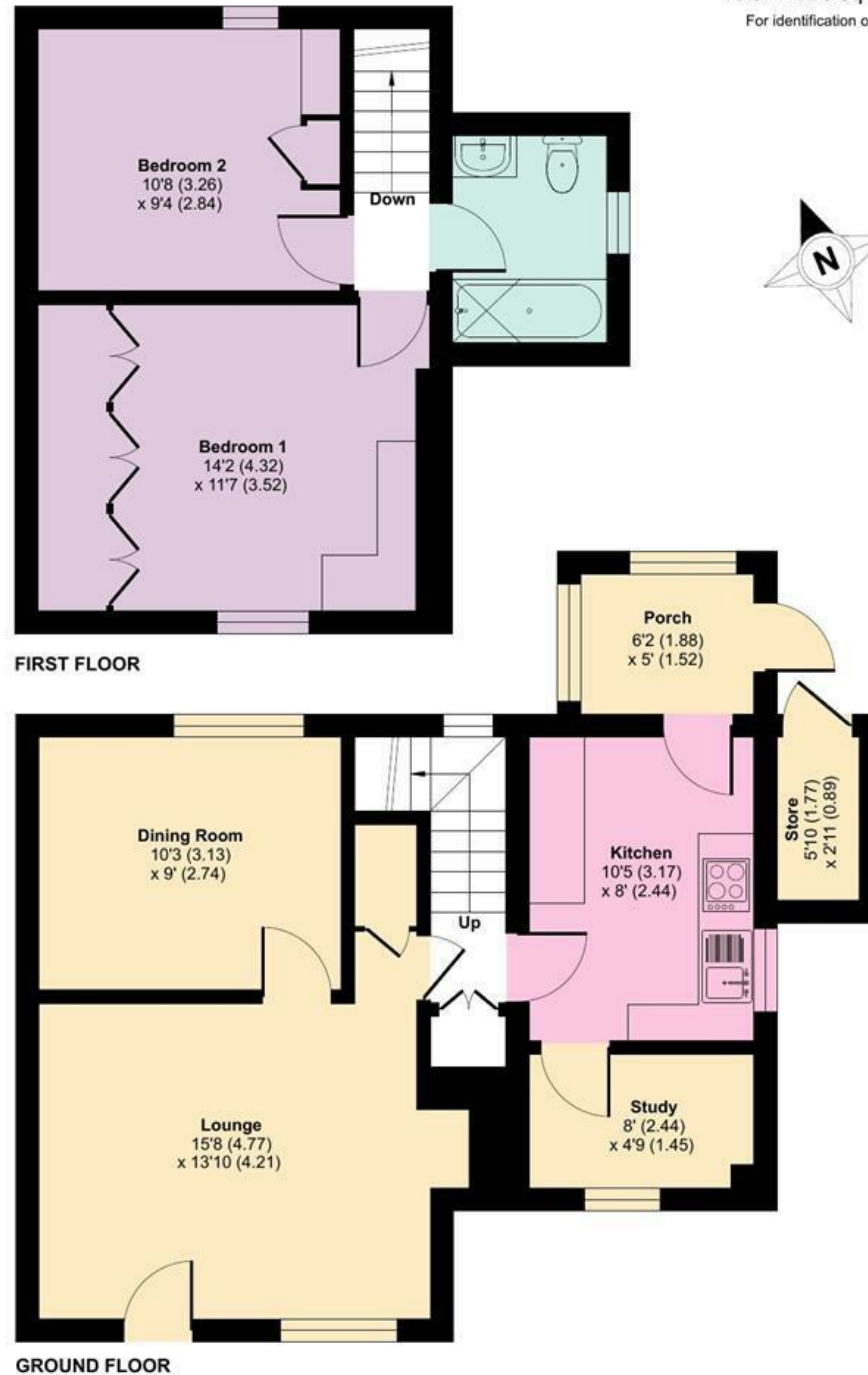 For identification o
Bedroom 2
10'8 (3.26)
x 9'4 (2.84)
Down
N
Bedroom 1
14'2 (4.32)
x 11'7 (3.52)
FIRST FLOOR
Porch
6'2 (1.88)
x 5' (1.52)
Store
5'10 (1.77)
x 2'11 (0.89)
Dining Room
10'3 (3.13)
x 9' (2.74)
Kitchen
10'5 (3.17)
x 8' (2.44)
Up
Study
8' (2.44)
x 4'9 (1.45)
Lounge
15'8 (4.77)
x 13'10 (4.21)
GROUND FLOOR